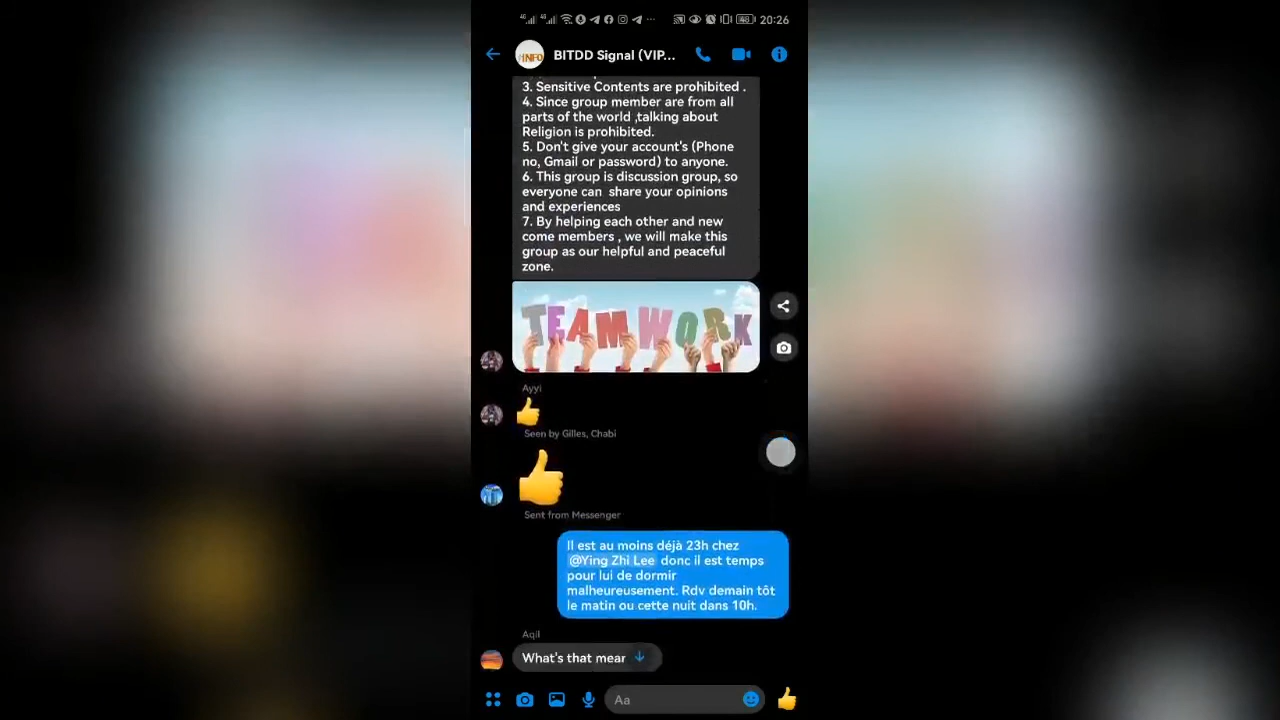 20:26
BITDD Signal (VIP...
3. Sensitive Contents are prohibited .
4. Since group member are from all
parts of the world ,talking about
Religion is prohibited.
5. Don't give your account's (Phone
no, Gmail or password) to anyone.
6. This group is discussion group, so
everyone can share your opinions
and experiences
7. By helping each other and new
come members , we will make this
group as our helpful and peaceful
zone.
TEAMWORK
Ayyi
Seen by Gilles, Chabi
Sent from Messenger
Il est au moins déjà 23h chez
@Ying Zhi Lee donc il est temps
pour lui de dormir
malheureusement. Rdv demain tôt
le matin ou cette nuit dans 10h.
Aqil
What's that mear
Aa